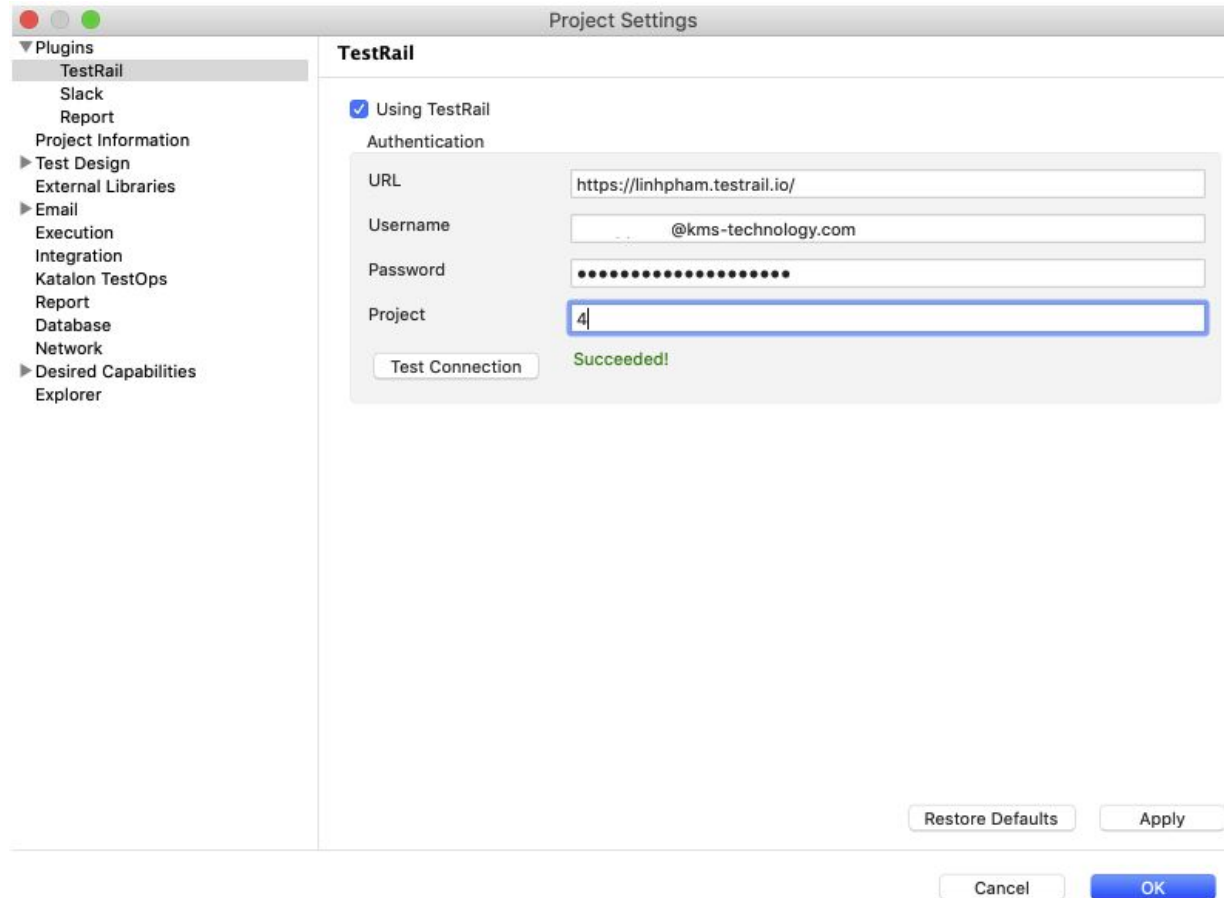 Project Settings
Plugins
TestRail
Slack
Report
Project Information
Test Design
External Libraries
Email
Execution
Integration
Katalon TestOps
Report
Database
Network
Desired Capabilities
Explorer
TestRail
Using TestRail
Authentication
URL
https://linhpham.testrail.io/
Username
@kms-technology.com
Password
••••••••••••••••••••
Project
4
Test Connection
Succeeded!
Restore Defaults
Apply
Cancel
OK